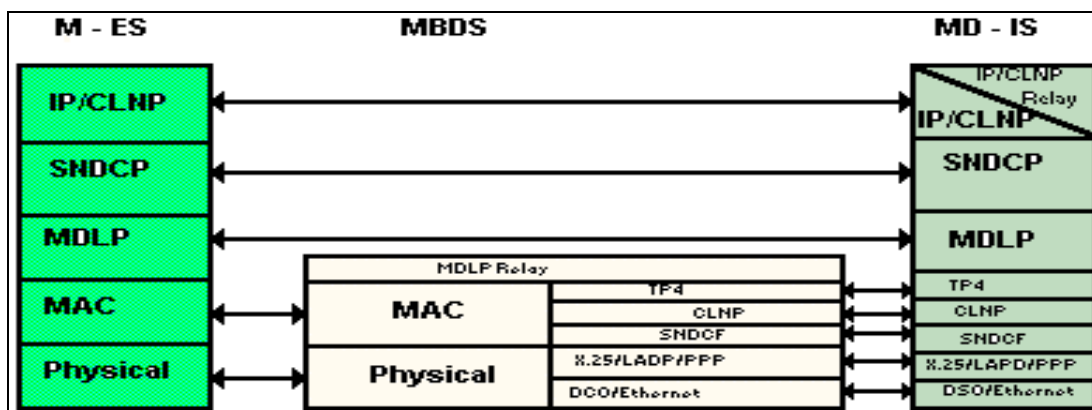 M - ES MBDS MD - IS
IP/CLNP
IP/CLNP
Relay
IP/CLNP
SNDCP
SNDCP
MDLP
MDLP
MDLP Relay
MAC
MAC
TP4
TP4
CLNP
CLNP
SNDCF
SNDCF
Physical
Physical
X.25/LADP/PPP
X.25/LAPD/PPP
DCO/Ethernet
DSO/Ethernet